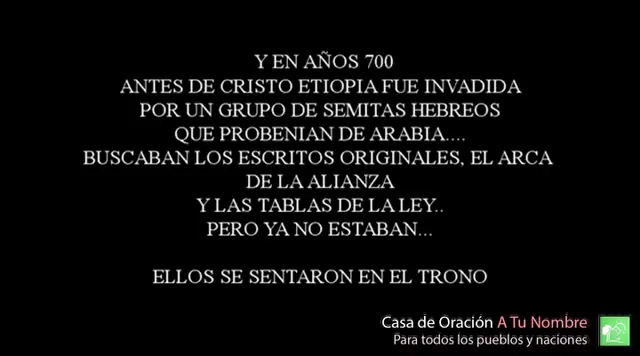 Y EN AÑOS 700
ANTES DE CRISTO ETIOPIA FUE INVADIDA
POR UN GRUPO DE SEMITAS HEBREOS
QUE PROBENIAN DE ARABIA....
BUSCABAN LOS ESCRITOS ORIGINALES, EL ARCA
DE LA ALIANZA
Y LAS TABLAS DE LA LEY..
PERO YA NO ESTABAN...
ELLOS SE SENTARON EN EL TRONO
Casa de Oración A Tu Nombre
Para todos los pueblos y naciones